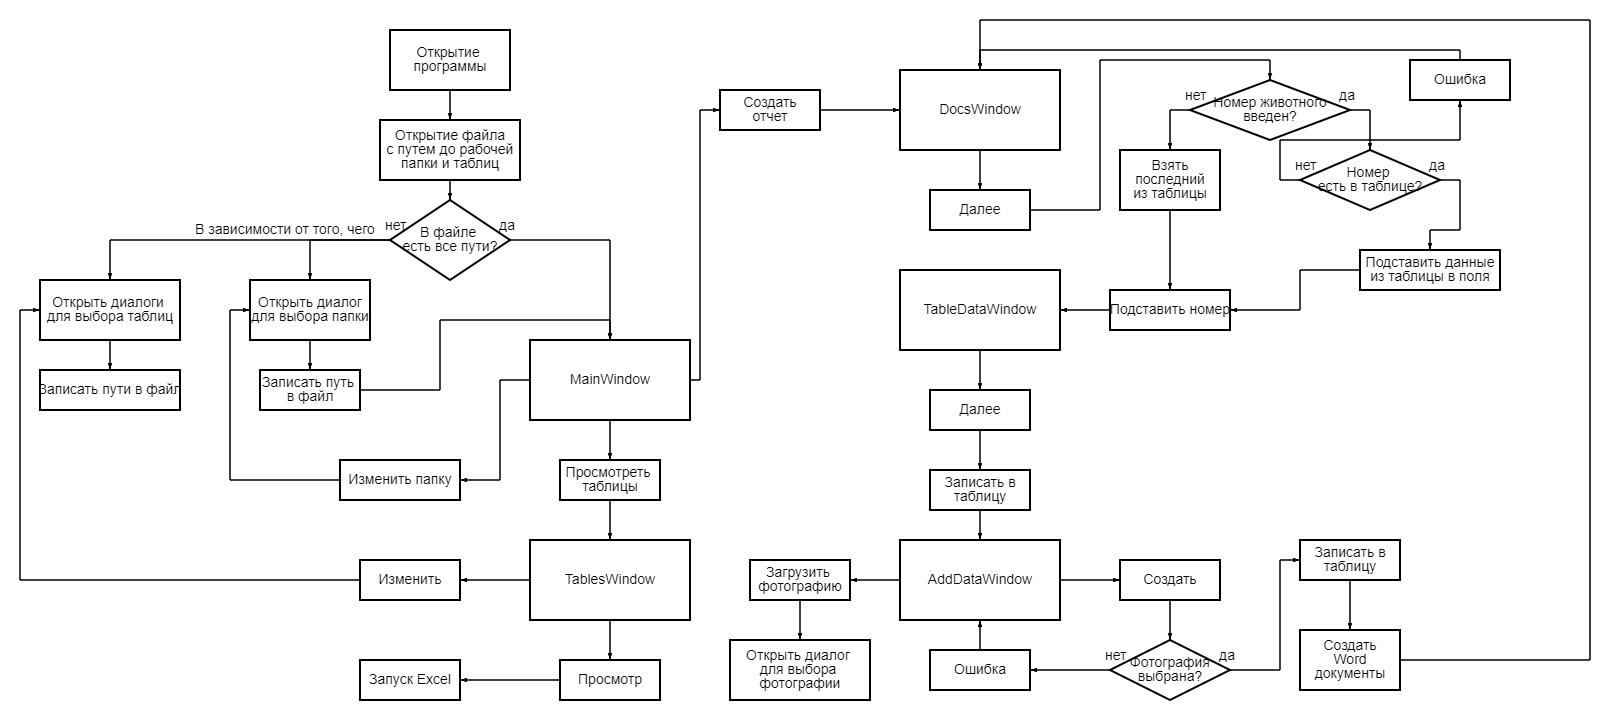 Открытие
программы
Открытие файла
с путем до рабочей
папки и таблиц
В файле
есть все пути?
нет
да
В зависимости от того, чего
Открыть диалоги
для выбора таблиц
Записать пути в файл
Открыть диалог
для выбора папки
Записать путь
в файл
MainWindow
Изменить папку
Просмотреть
таблицы
TablesWindow
Изменить
Просмотр
Запуск Excel
Создать
отчет
DocsWindow
Далее
Номер животного
введен?
нет
да
Ошибка
Взять
последний
из таблицы
Номер
есть в таблице?
нет
да
Подставить данные
из таблицы в поля
Подставить номер
TableDataWindow
Далее
Записать в
таблицу
AddDataWindow
Загрузить
фотографию
Открыть диалог
для выбора
фотографии
Создать
Фотография
выбрана?
нет
да
Ошибка
Записать в
таблицу
Создать
Word
документы